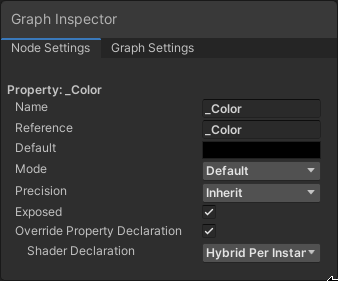 Graph Inspector
Node Settings Graph Settings
Property: _Color
Name _Color
Reference _Color
Default
Mode Default
Precision Inherit
Exposed
Override Property Declaration
Shader Declaration Hybrid Per Instar